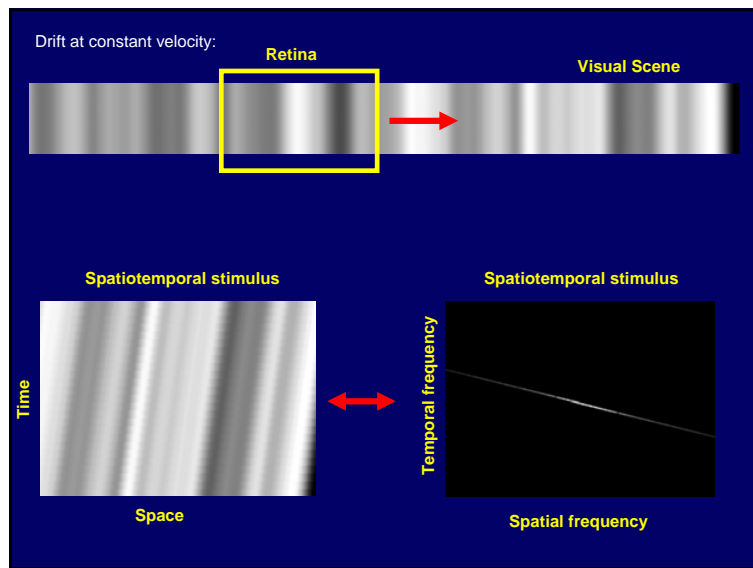 Drift at constant velocity:
Retina
Visual Scene
Spatiotemporal stimulus
Spatiotemporal stimulus
Time
Space
Temporal frequency
Spatial frequency